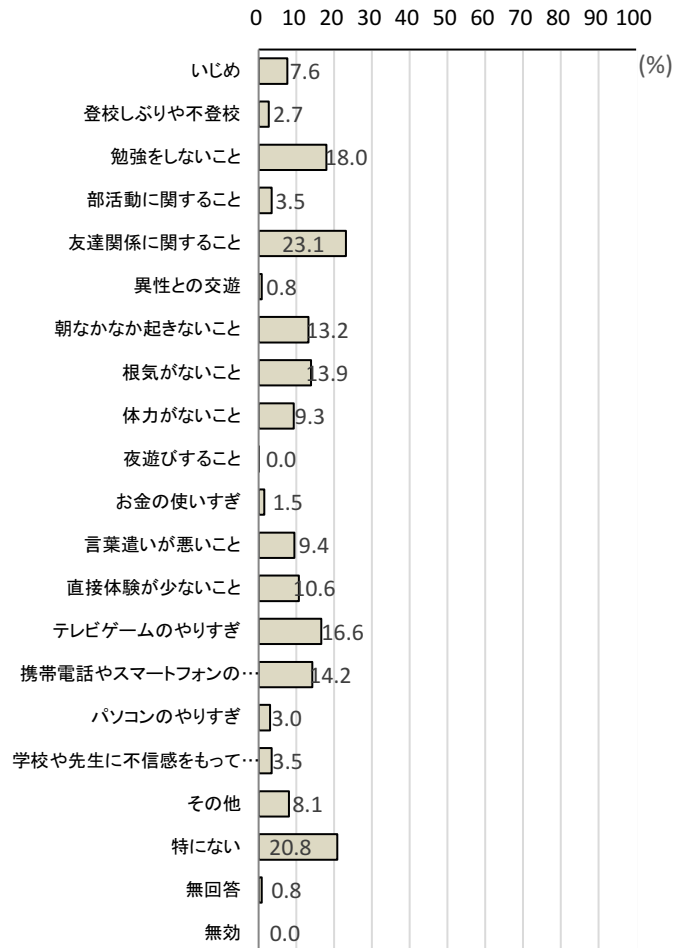 0 10 20 30 40 50 60 70 80 90 100
(%)
いじめ 7.6
登校しぶりや不登校 2.7
勉強をしないこと 18.0
部活動に関すること 3.5
友達関係に関すること 23.1
異性との交遊 0.8
朝なかなか起きないこと 13.2
根気がないこと 13.9
体力がないこと 9.3
夜遊びすること 0.0
お金の使いすぎ 1.5
言葉遣いが悪いこと 9.4
直接体験が少ないこと 10.6
テレビゲームのやりすぎ 16.6
携帯電話やスマートフォンの… 14.2
パソコンのやりすぎ 3.0
学校や先生に不信感をもって… 3.5
その他 8.1
特にない 20.8
無回答 0.8
無効 0.0